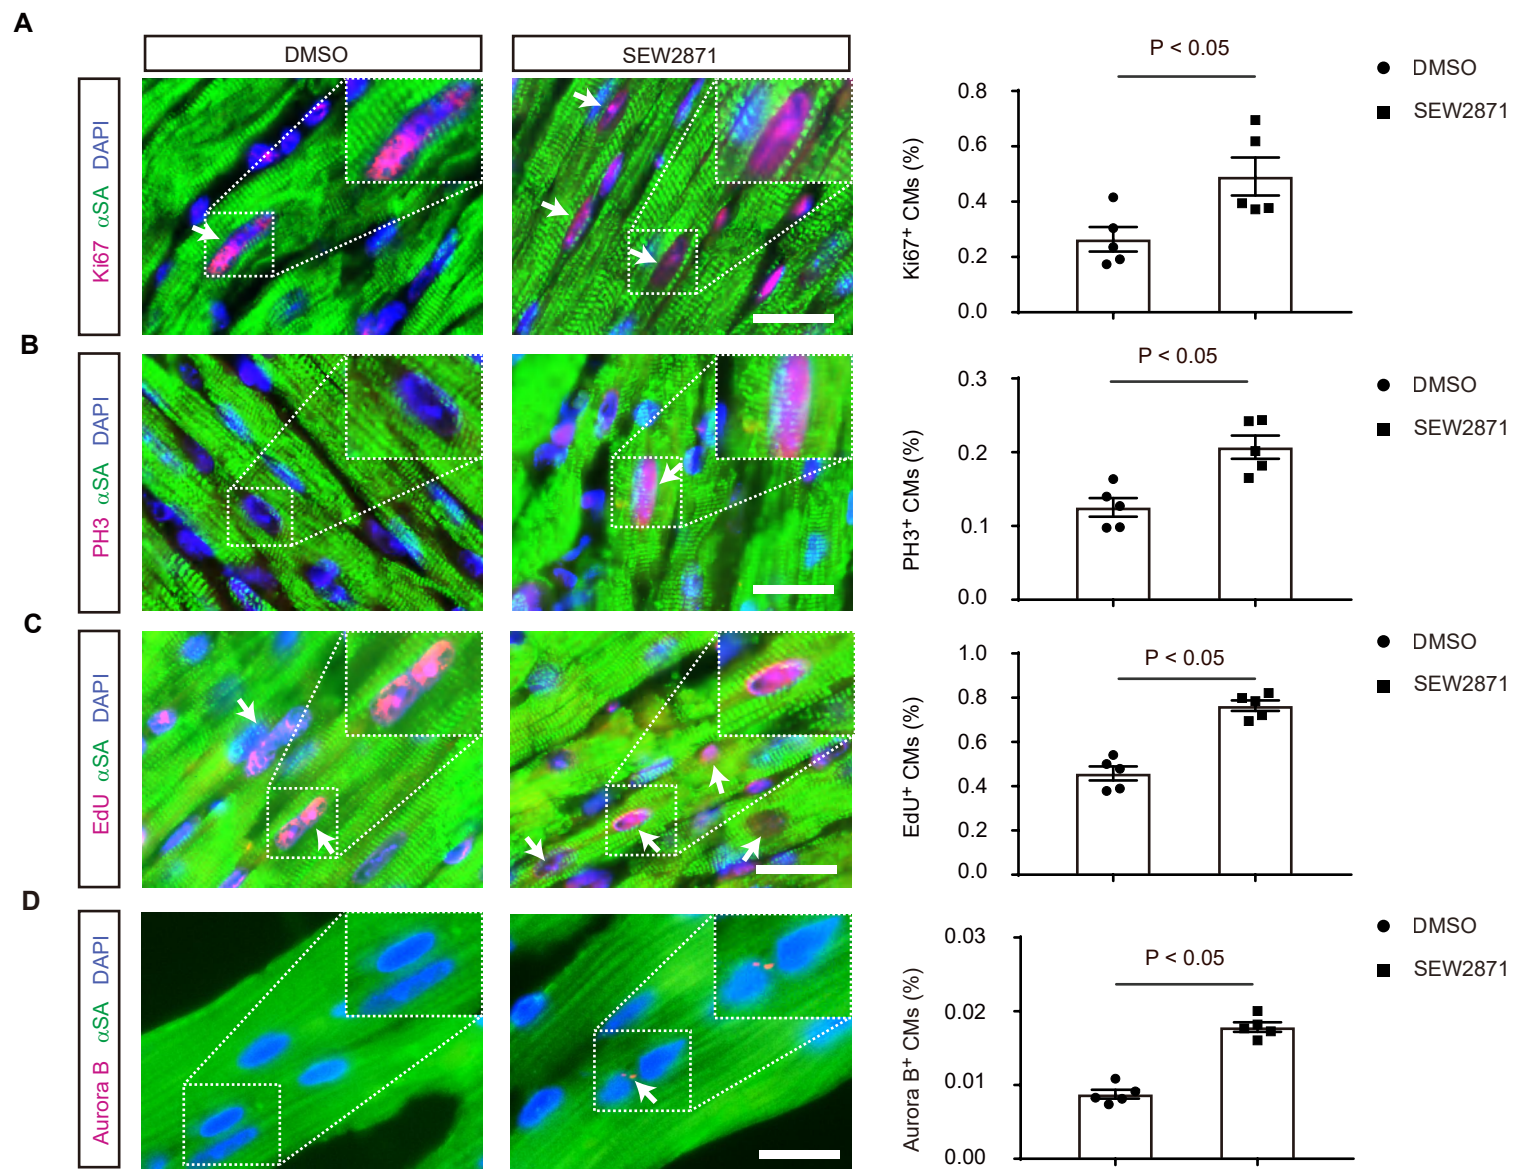 A
DMSO
SEW2871
Ki67 αSA DAPI
P < 0.05
DMSO
SEW2871
Ki67⁺ CMs (%)
0.8
0.6
0.4
0.2
0.0
B
PH3 αSA DAPI
P < 0.05
DMSO
SEW2871
PH3⁺ CMs (%)
0.3
0.2
0.1
0.0
C
EdU αSA DAPI
P < 0.05
DMSO
SEW2871
EdU⁺ CMs (%)
1.0
0.8
0.6
0.4
0.2
0.0
D
Aurora B αSA DAPI
P < 0.05
DMSO
SEW2871
Aurora B⁺ CMs (%)
0.03
0.02
0.01
0.00